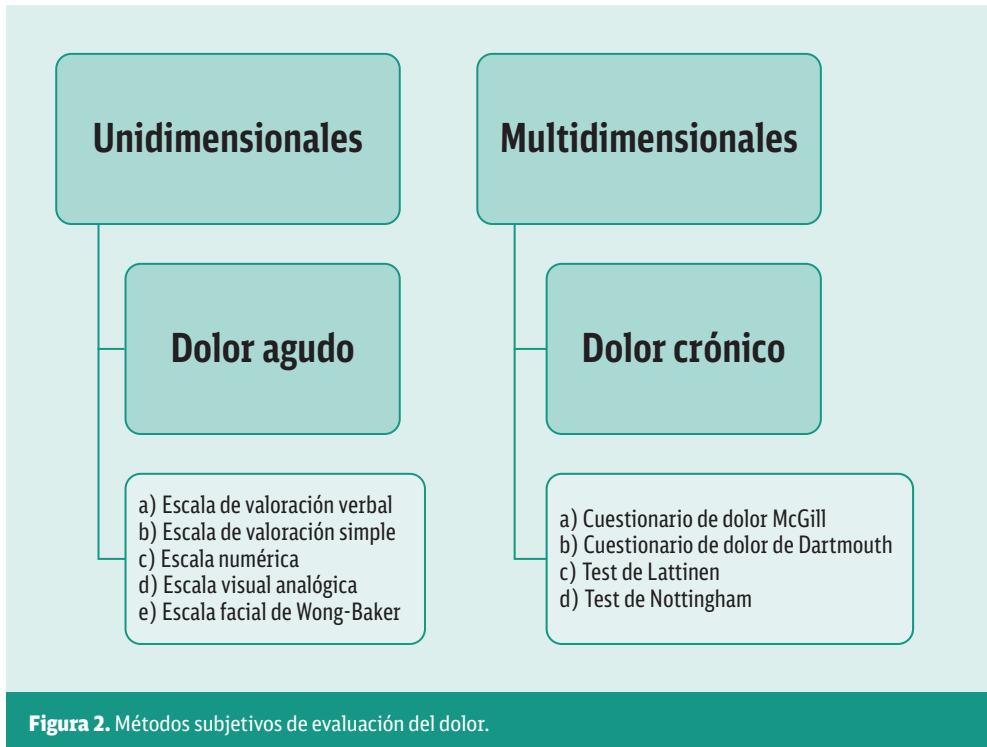 Unidimensionales
Dolor agudo
a) Escala de valoración verbal
b) Escala de valoración simple
c) Escala numérica
d) Escala visual analógica
e) Escala facial de Wong-Baker
Multidimensionales
Dolor crónico
a) Cuestionario de dolor McGill
b) Cuestionario de dolor de Dartmouth
c) Test de Lattinen
d) Test de Nottingham
Figura 2. Métodos subjetivos de evaluación del dolor.